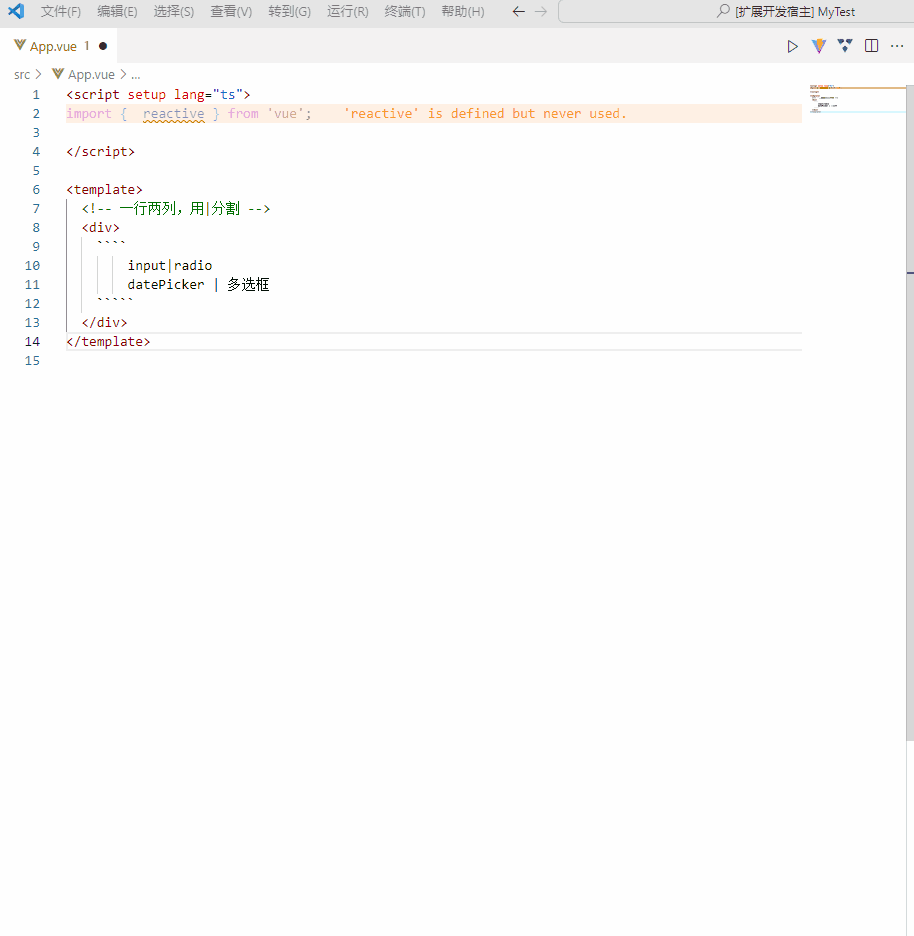 文件(F) 编辑(E) 选择(S) 查看(V) 转到(G) 运行(R) 终端(T) 帮助(H) [扩展开发宿主] MyTest
App.vue 1
src > App.vue > ...
1 <script setup lang="ts">
2 import {  reactive } from 'vue';    'reactive' is defined but never used.
3
4 </script>
5
6 <template>
7 <!-- 一行两列，用|分割 -->
8 <div>
9 ````
10 input|radio
11 datePicker | 多选框
12 `````
13 </div>
14 </template>
15